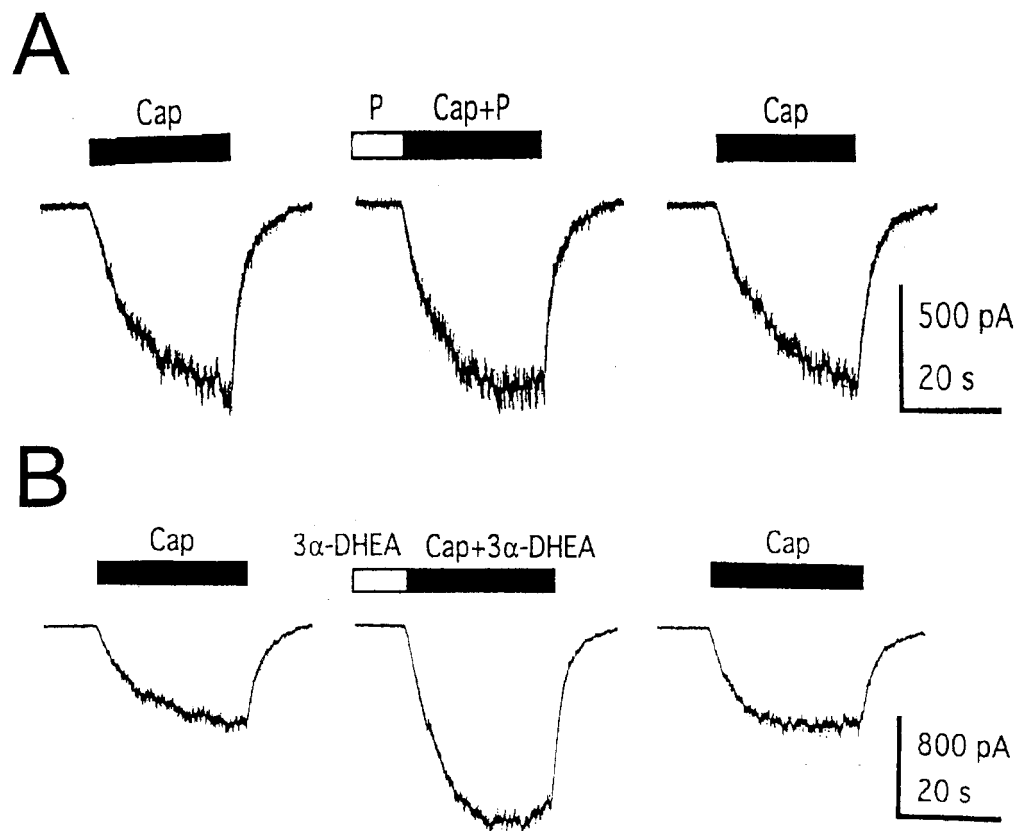 A
Cap
P Cap+P
Cap
500 pA
20 s
B
Cap
3α-DHEA Cap+3α-DHEA
Cap
800 pA
20 s